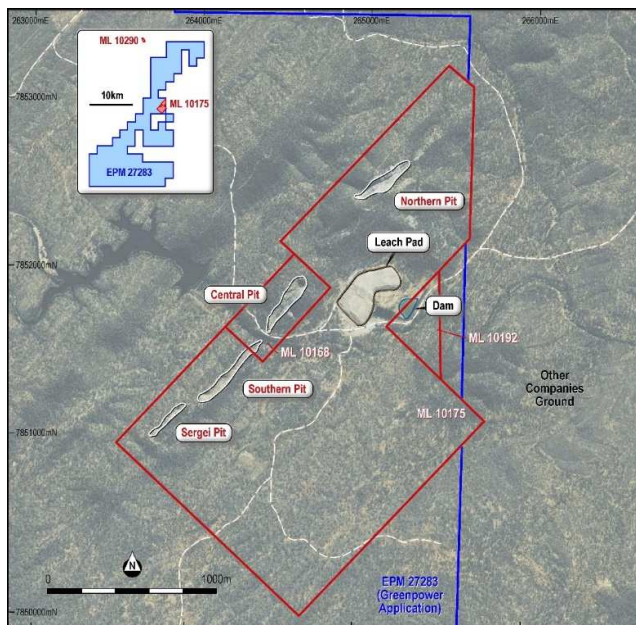 263000mE
264000mE
265000mE
266000mE
ML 10290
10km
ML 10175
EPM 27283
7853000mN
Northern Pit
Leach Pad
7852000mN
Central Pit
Dam
ML 10168
ML 10192
Other
Companies
Ground
Southern Pit
ML 10175
Sergei Pit
7851000mN
N
0
1000m
EPM 27283
(Greenpower
Application)
7850000mN